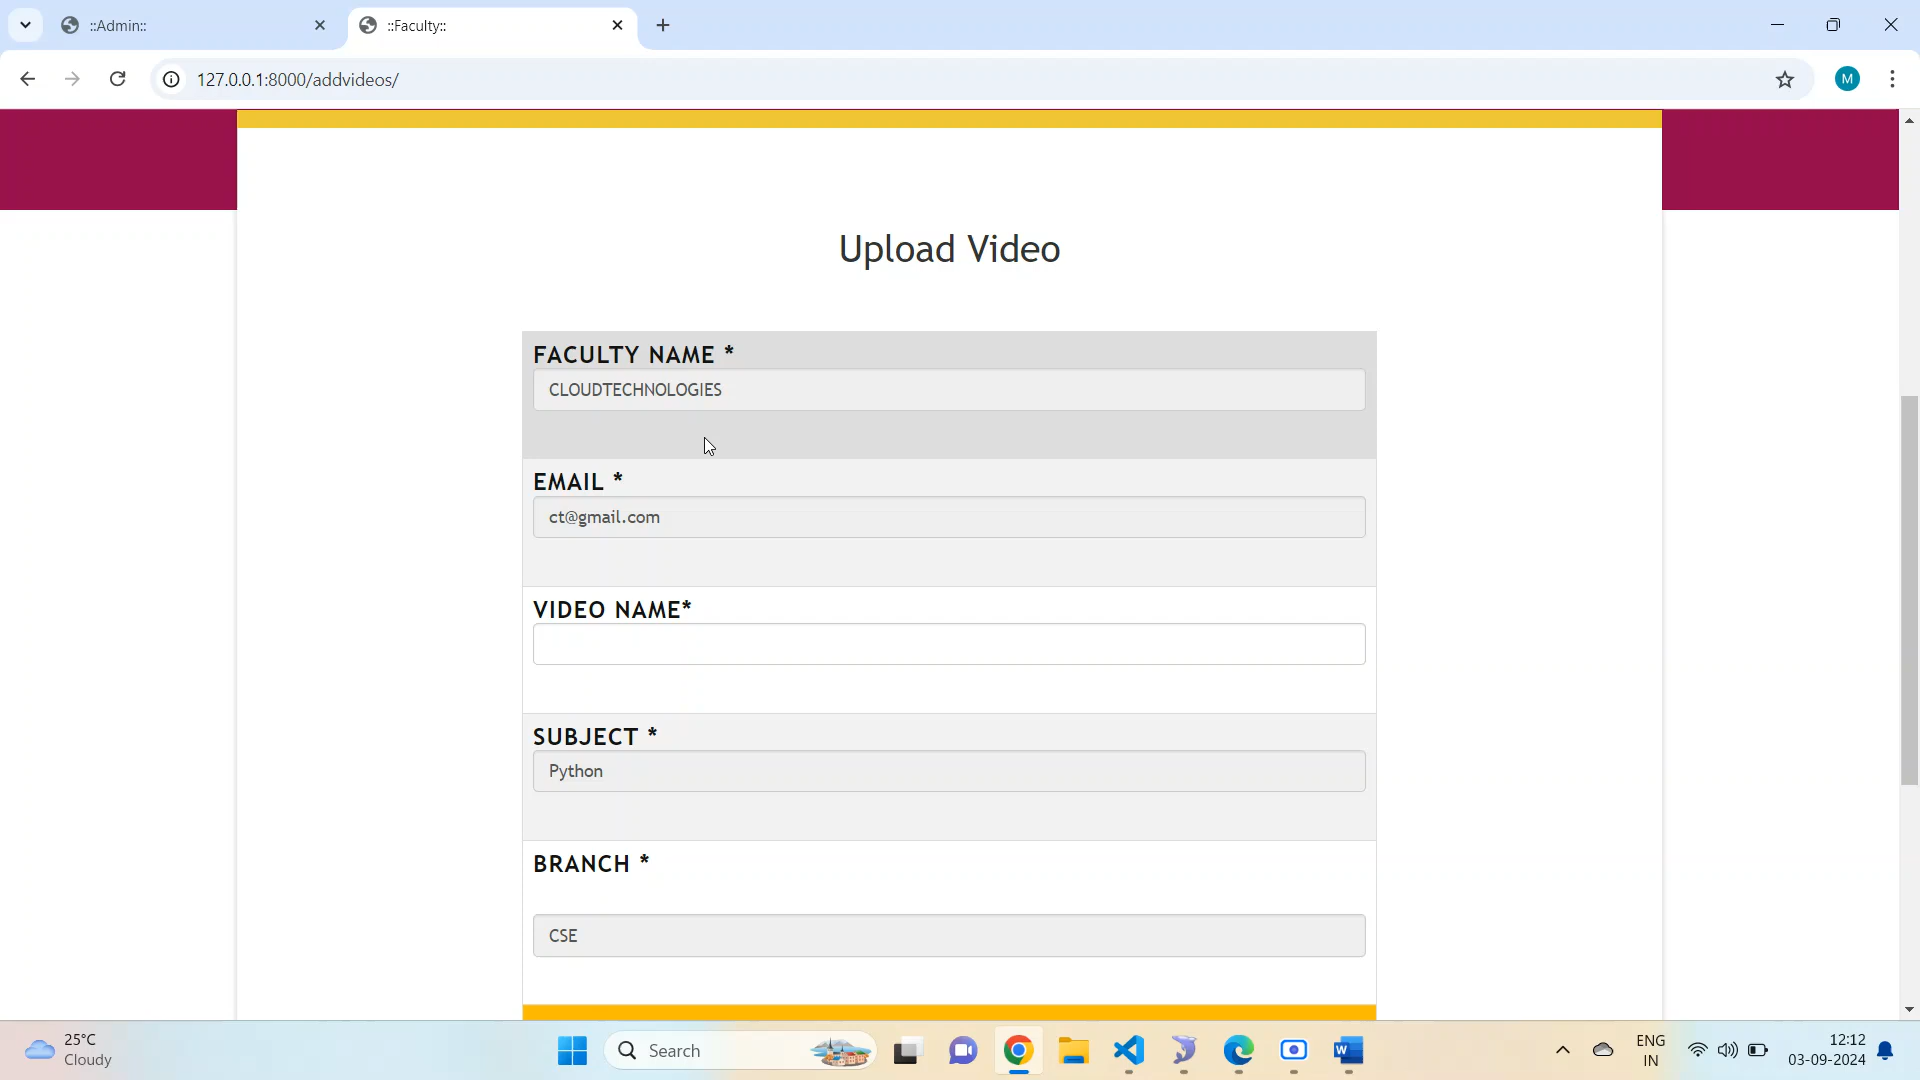 ::Admin::
::Faculty::
127.0.0.1:8000/addvideos/
M
Upload Video
FACULTY NAME *
CLOUDTECHNOLOGIES
EMAIL *
ct@gmail.com
VIDEO NAME*
SUBJECT *
Python
BRANCH *
CSE
25°C
Cloudy
Search
ENG
IN
12:12
03-09-2024